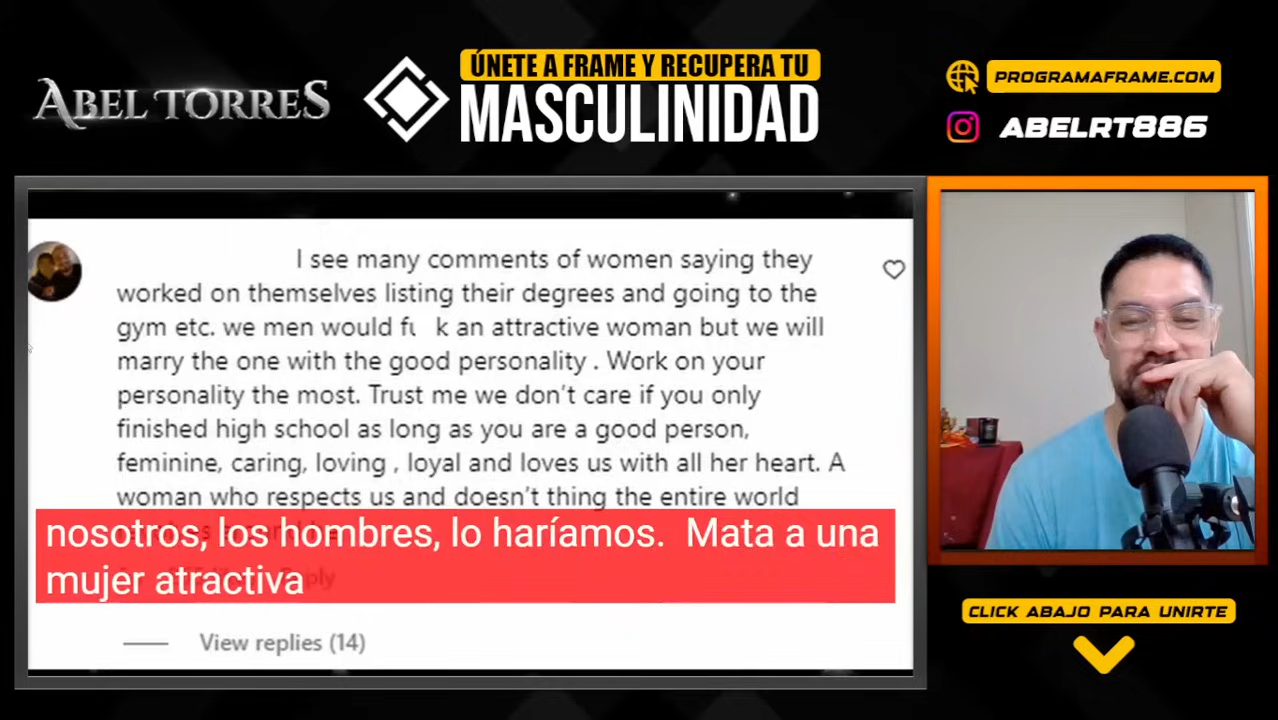 ABEL TORRES
ÚNETE A FRAME Y RECUPERA TU
MASCULINIDAD
PROGRAMAFRAME.COM
ABELRT886
I see many comments of women saying they
worked on themselves listing their degrees and going to the
gym etc. we men would fu k an attractive woman but we will
marry the one with the good personality . Work on your
personality the most. Trust me we don't care if you only
finished high school as long as you are a good person,
feminine, caring, loving , loyal and loves us with all her heart. A
woman who respects us and doesn't thing the entire world
nosotros, los hombres, lo haríamos. Mata a una
mujer atractiva
View replies (14)
CLICK ABAJO PARA UNIRTE